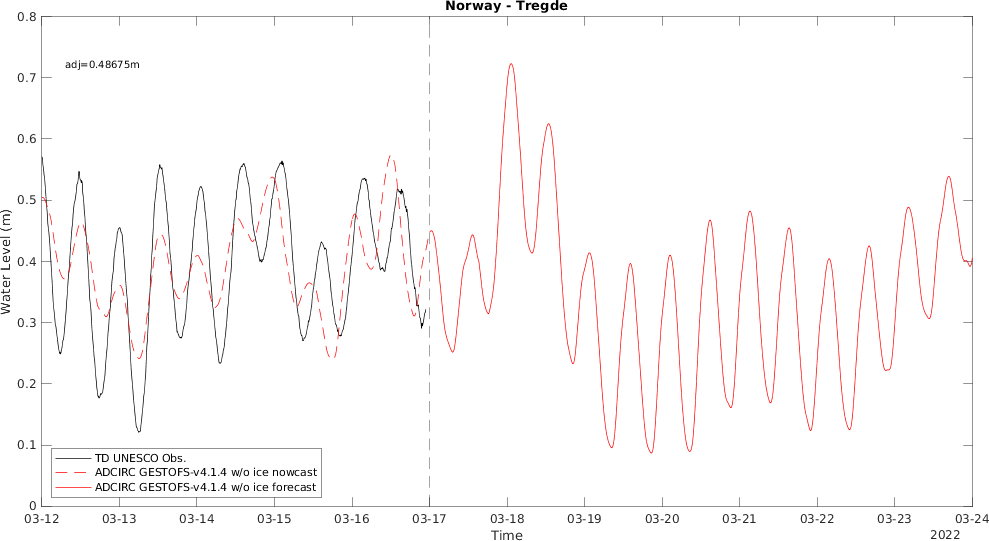 Norway - Tregde
0.8
0.7
0.6
0.5
0.4
0.3
0.2
0.1
0
Water Level (m)
adj=0.48675m
TD UNESCO Obs.
ADCIRC GESTOFS-v4.1.4 w/o ice nowcast
ADCIRC GESTOFS-v4.1.4 w/o ice forecast
03-12 03-13 03-14 03-15 03-16 03-17 03-18 03-19 03-20 03-21 03-22 03-23 03-24
Time
2022